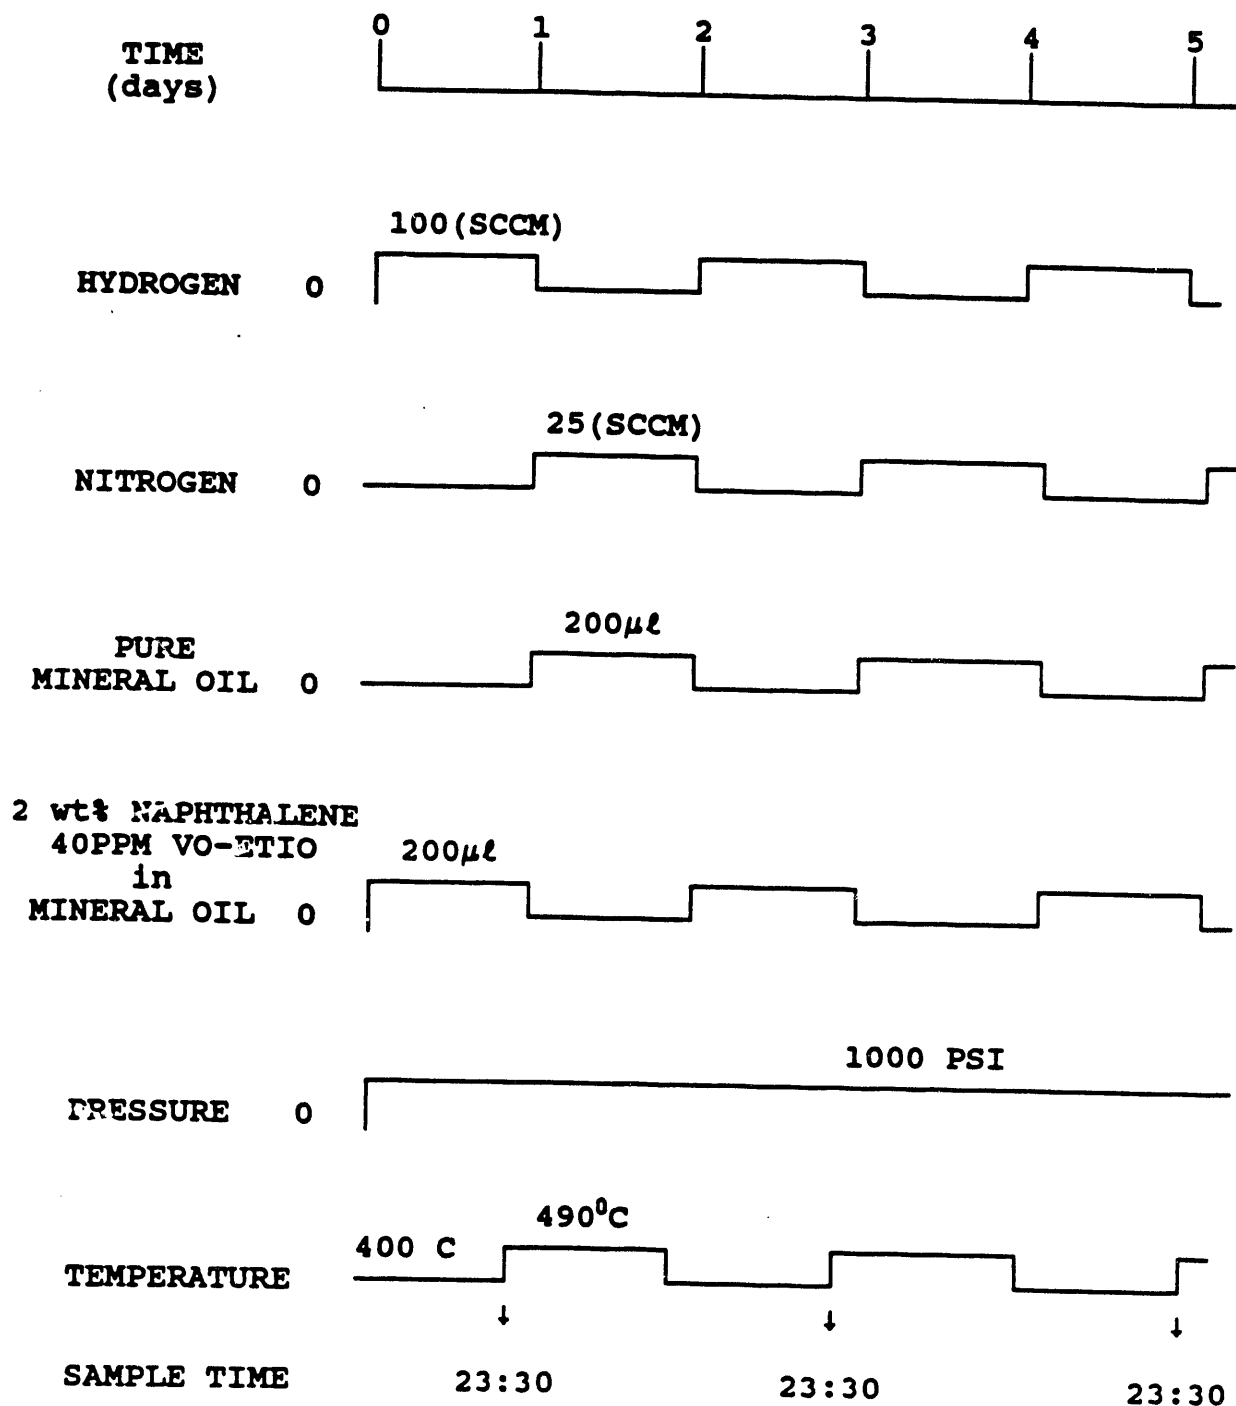 0 1 2 3 4 5
TIME
(days)
100(SCCM)
HYDROGEN 0
25(SCCM)
NITROGEN 0
200μℓ
PURE
MINERAL OIL 0
2 wt% NAPHTHALENE
40PPM VO-ETIO
200μℓ
in
MINERAL OIL 0
1000 PSI
PRESSURE 0
490⁰C
400 C
TEMPERATURE
SAMPLE TIME 23:30 23:30 23:30